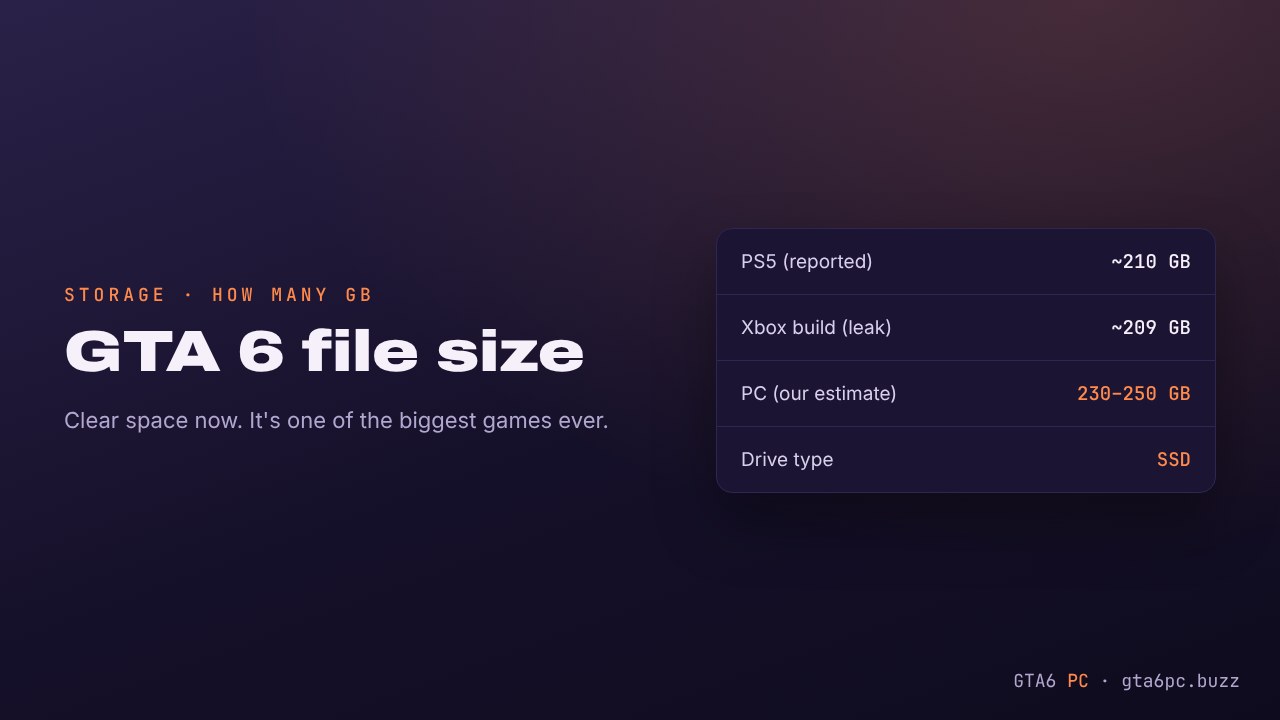 STORAGE · HOW MANY GB
GTA 6 file size
Clear space now. It's one of the biggest games ever.
PS5 (reported) ~210 GB
Xbox build (leak) ~209 GB
PC (our estimate) 230–250 GB
Drive type SSD
GTA6 PC · gta6pc.buzz